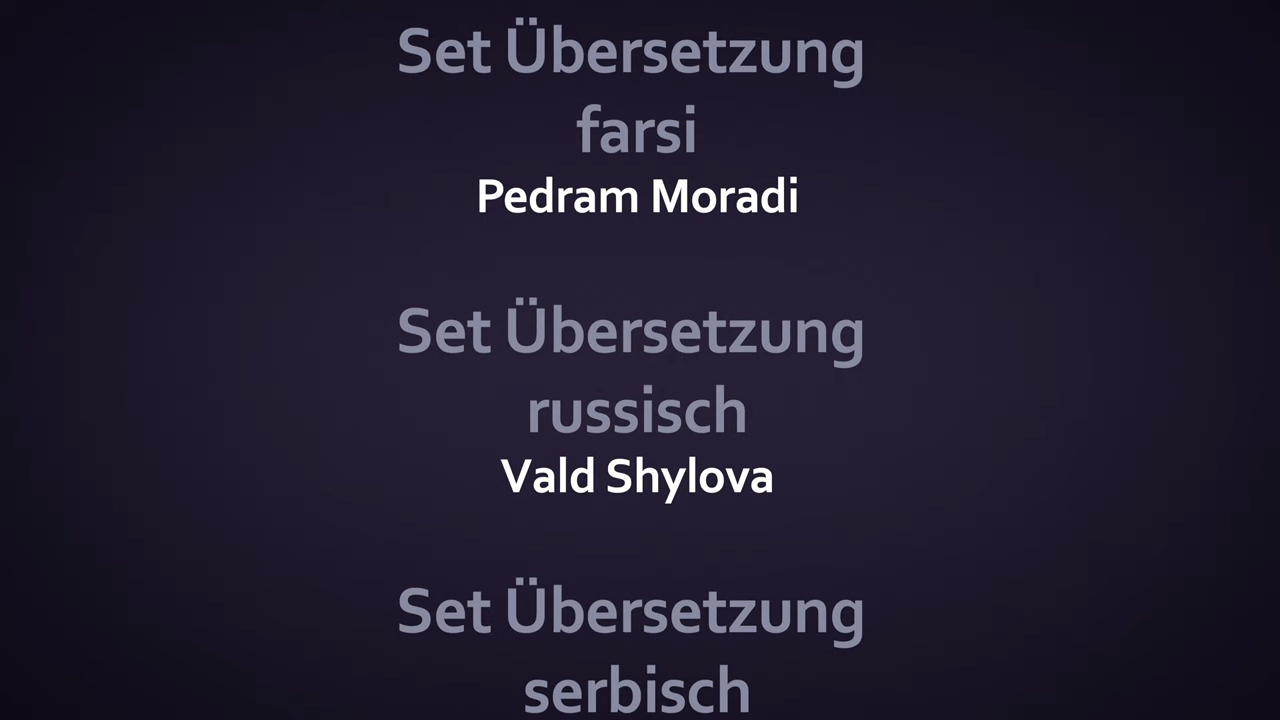 Set Übersetzung
farsi
Pedram Moradi
Set Übersetzung
russisch
Vald Shylova
Set Übersetzung
serbisch